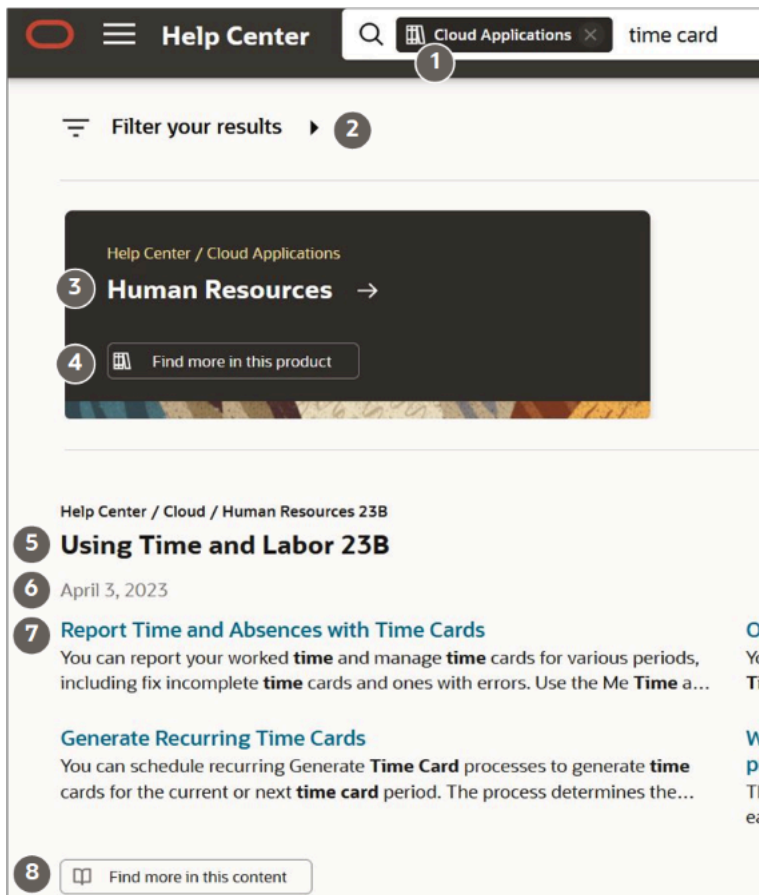 Help Center
Cloud Applications × time card
1
Filter your results
2
Help Center / Cloud Applications
3 Human Resources →
4 Find more in this product
Help Center / Cloud / Human Resources 23B
5 Using Time and Labor 23B
6 April 3, 2023
7 Report Time and Absences with Time Cards
You can report your worked time and manage time cards for various periods,
including fix incomplete time cards and ones with errors. Use the Me Time a...
Generate Recurring Time Cards
You can schedule recurring Generate Time Card processes to generate time
cards for the current or next time card period. The process determines the...
8 Find more in this content